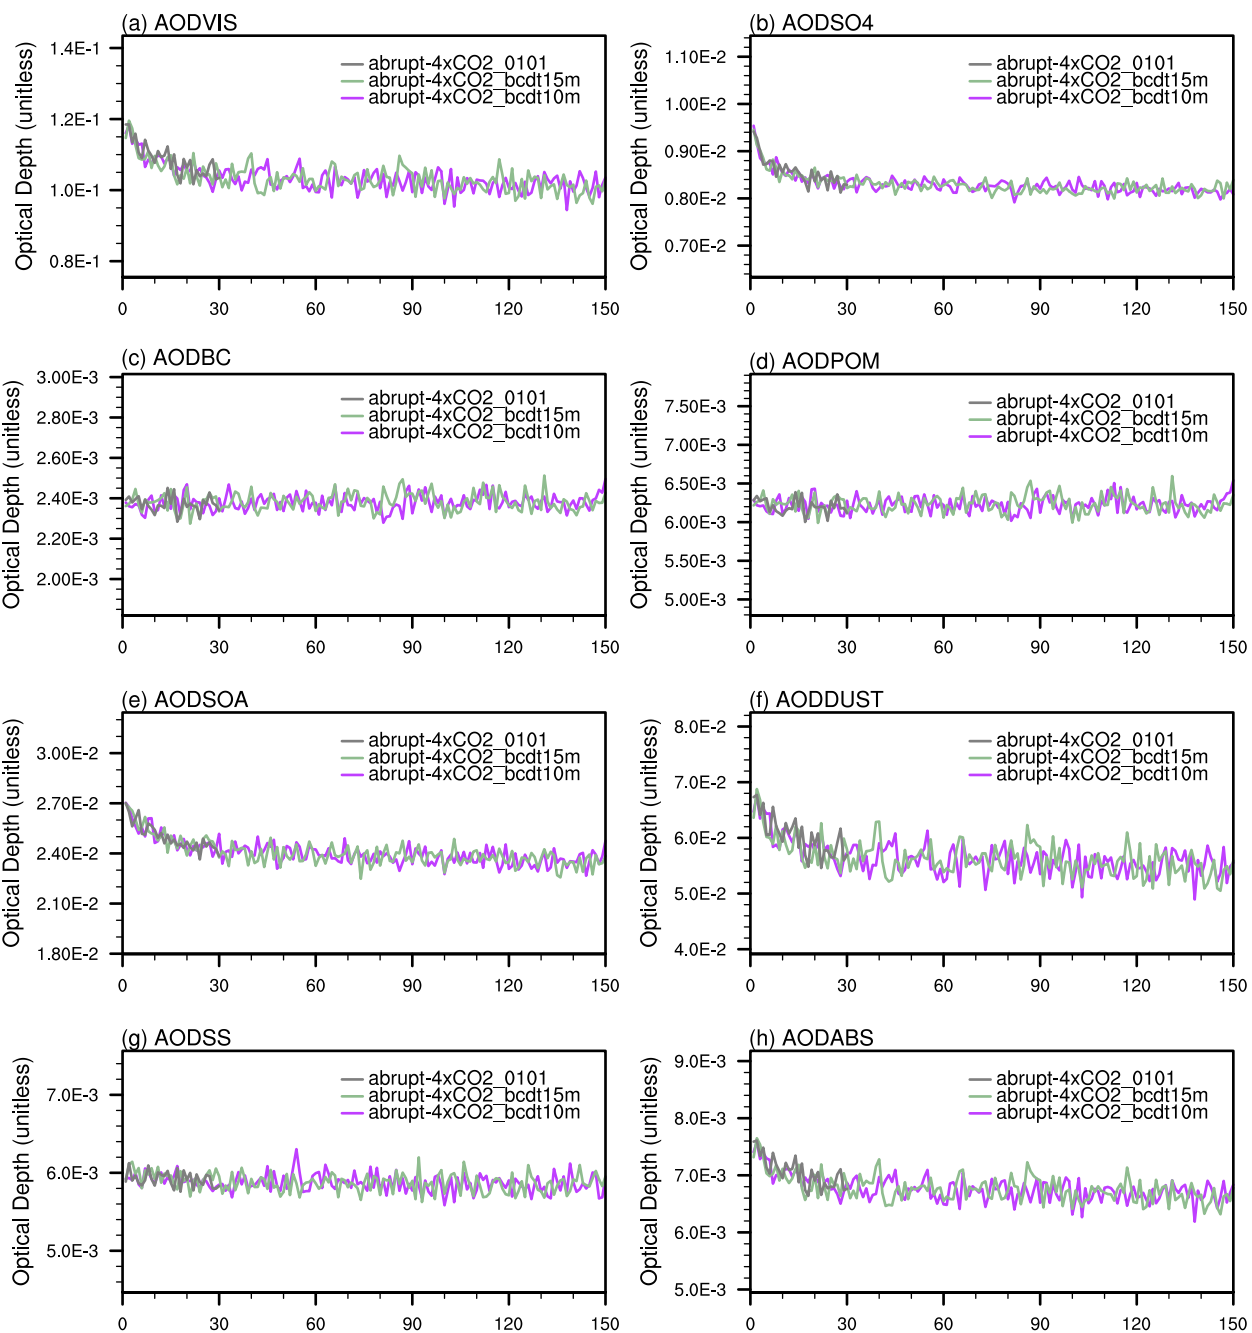 (a) AODVIS
Optical Depth (unitless)
1.4E-1
1.2E-1
1.0E-1
0.8E-1
abrupt-4xCO2_0101
abrupt-4xCO2_bcdt15m
abrupt-4xCO2_bcdt10m
0 30 60 90 120 150
(b) AODSO4
Optical Depth (unitless)
1.10E-2
1.00E-2
0.90E-2
0.80E-2
0.70E-2
abrupt-4xCO2_0101
abrupt-4xCO2_bcdt15m
abrupt-4xCO2_bcdt10m
0 30 60 90 120 150
(c) AODBC
Optical Depth (unitless)
3.00E-3
2.80E-3
2.60E-3
2.40E-3
2.20E-3
2.00E-3
abrupt-4xCO2_0101
abrupt-4xCO2_bcdt15m
abrupt-4xCO2_bcdt10m
0 30 60 90 120 150
(d) AODPOM
Optical Depth (unitless)
7.50E-3
7.00E-3
6.50E-3
6.00E-3
5.50E-3
5.00E-3
abrupt-4xCO2_0101
abrupt-4xCO2_bcdt15m
abrupt-4xCO2_bcdt10m
0 30 60 90 120 150
(e) AODSOA
Optical Depth (unitless)
3.00E-2
2.70E-2
2.40E-2
2.10E-2
1.80E-2
abrupt-4xCO2_0101
abrupt-4xCO2_bcdt15m
abrupt-4xCO2_bcdt10m
0 30 60 90 120 150
(f) AODDUST
Optical Depth (unitless)
8.0E-2
7.0E-2
6.0E-2
5.0E-2
4.0E-2
abrupt-4xCO2_0101
abrupt-4xCO2_bcdt15m
abrupt-4xCO2_bcdt10m
0 30 60 90 120 150
(g) AODSS
Optical Depth (unitless)
7.0E-3
6.0E-3
5.0E-3
abrupt-4xCO2_0101
abrupt-4xCO2_bcdt15m
abrupt-4xCO2_bcdt10m
0 30 60 90 120 150
(h) AODABS
Optical Depth (unitless)
9.0E-3
8.0E-3
7.0E-3
6.0E-3
5.0E-3
abrupt-4xCO2_0101
abrupt-4xCO2_bcdt15m
abrupt-4xCO2_bcdt10m
0 30 60 90 120 150